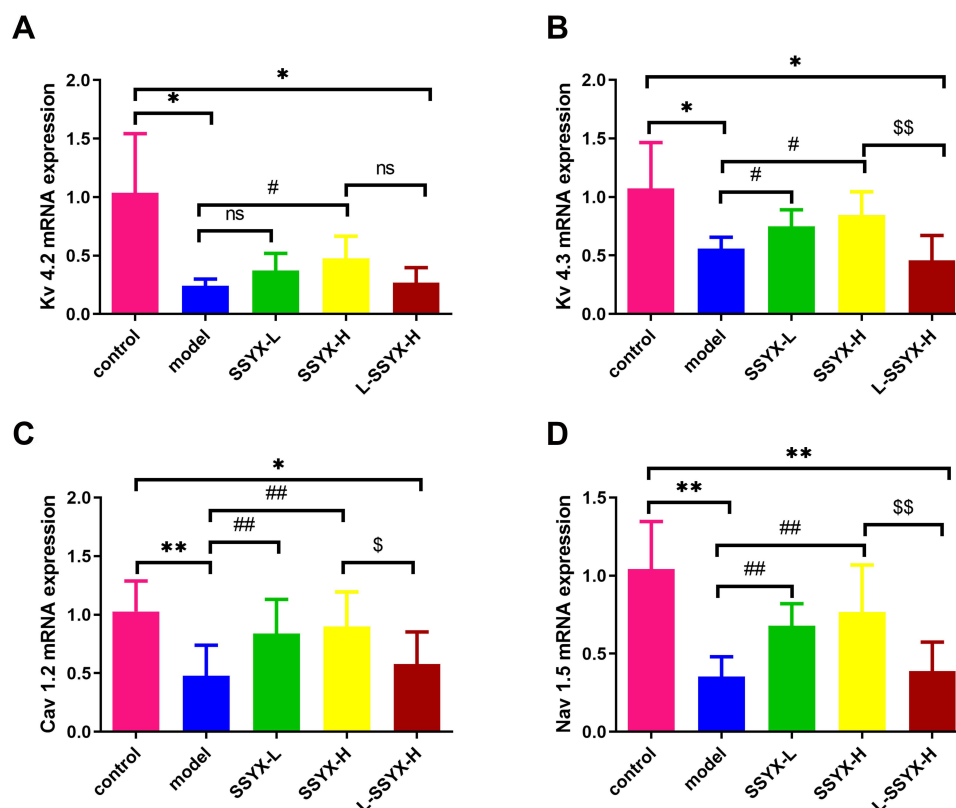 A
Kv 4.2 mRNA expression
2.0
1.5
1.0
0.5
0.0
*
*
#
ns
ns
control
model
SSYX-L
SSYX-H
L-SSYX-H
B
Kv 4.3 mRNA expression
2.0
1.5
1.0
0.5
0.0
*
*
#
#
$$
control
model
SSYX-L
SSYX-H
L-SSYX-H
C
Cav 1.2 mRNA expression
2.0
1.5
1.0
0.5
0.0
*
##
**
##
$
control
model
SSYX-L
SSYX-H
L-SSYX-H
D
Nav 1.5 mRNA expression
1.5
1.0
0.5
0.0
**
**
##
##
$$
control
model
SSYX-L
SSYX-H
L-SSYX-H